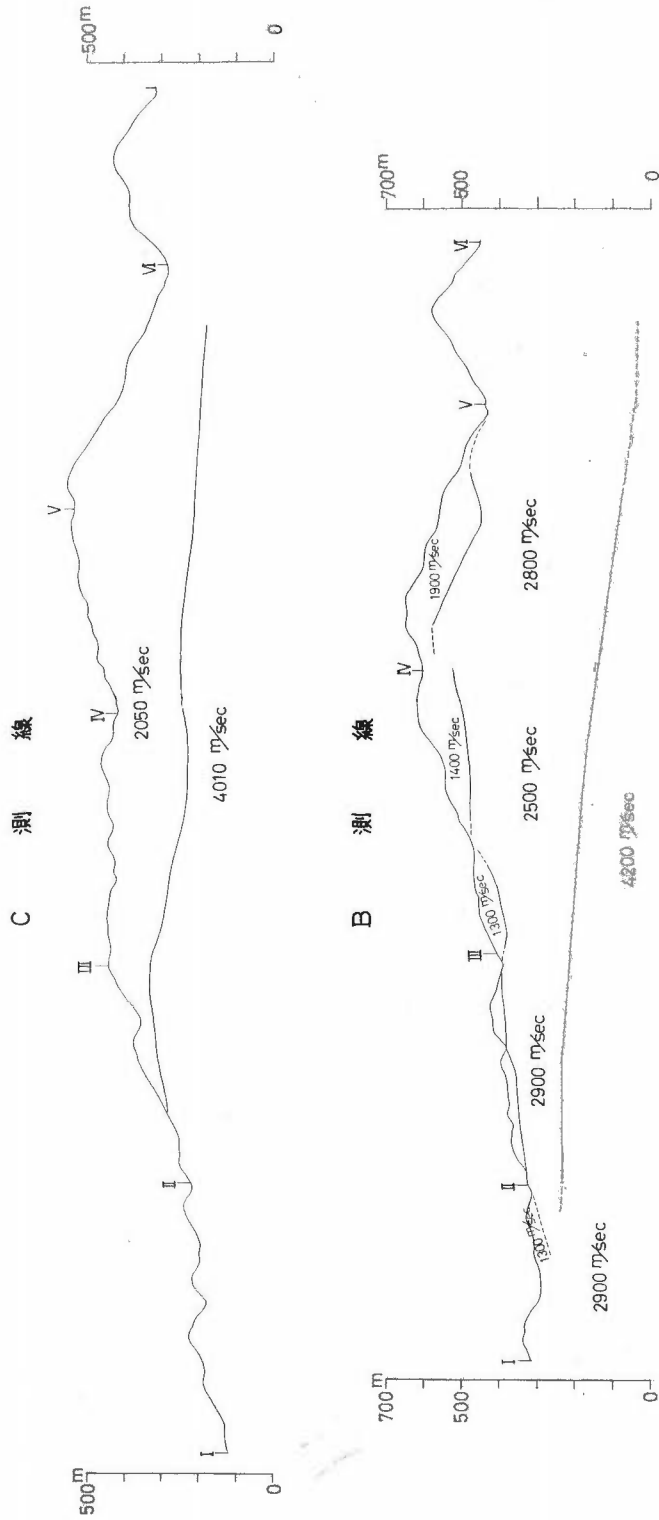 C 測線
500m
0
I
II
III
IV
V
VI
2050 m/sec
4010 m/sec
500m
0
B 測線
700m
500
0
I
II
III
IV
V
VI
1300 m/sec
1300 m/sec
1400 m/sec
1900 m/sec
2900 m/sec
2900 m/sec
2500 m/sec
2800 m/sec
4200 m/sec
700m
500
0